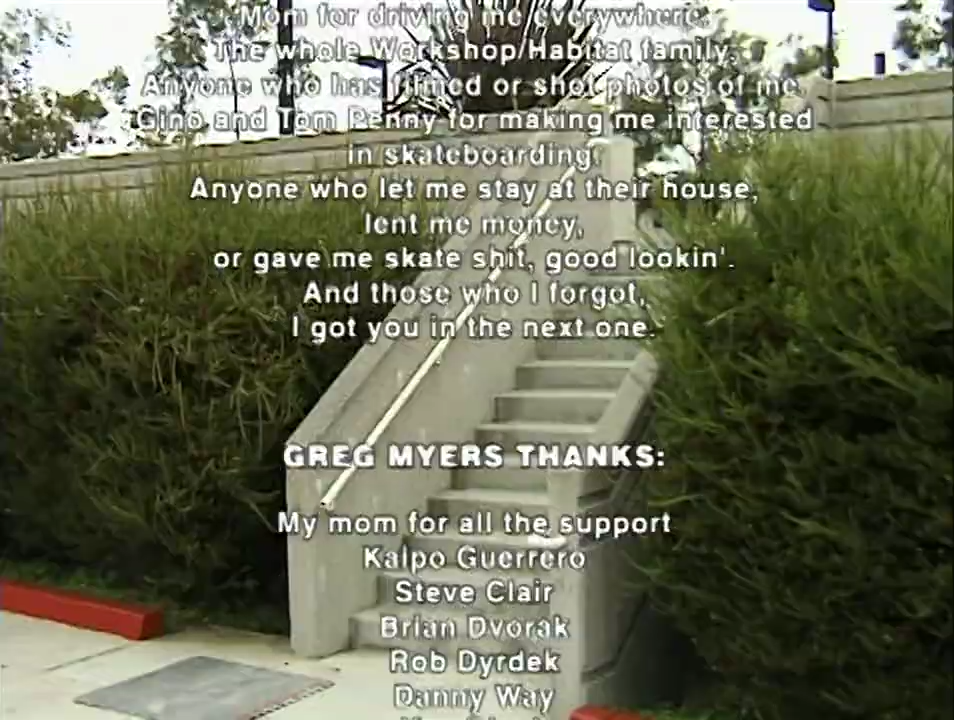 Mom for driving me everywhere.
The whole Workshop/Habitat family.
Anyone who has filmed or shot photos of me.
Gino and Tom Penny for making me interested
in skateboarding.
Anyone who let me stay at their house,
lent me money,
or gave me skate shit, good lookin'.
And those who I forgot,
I got you in the next one.
GREG MYERS THANKS:
My mom for all the support
Kalpo Guerrero
Steve Clair
Brian Dvorak
Rob Dyrdek
Danny Way